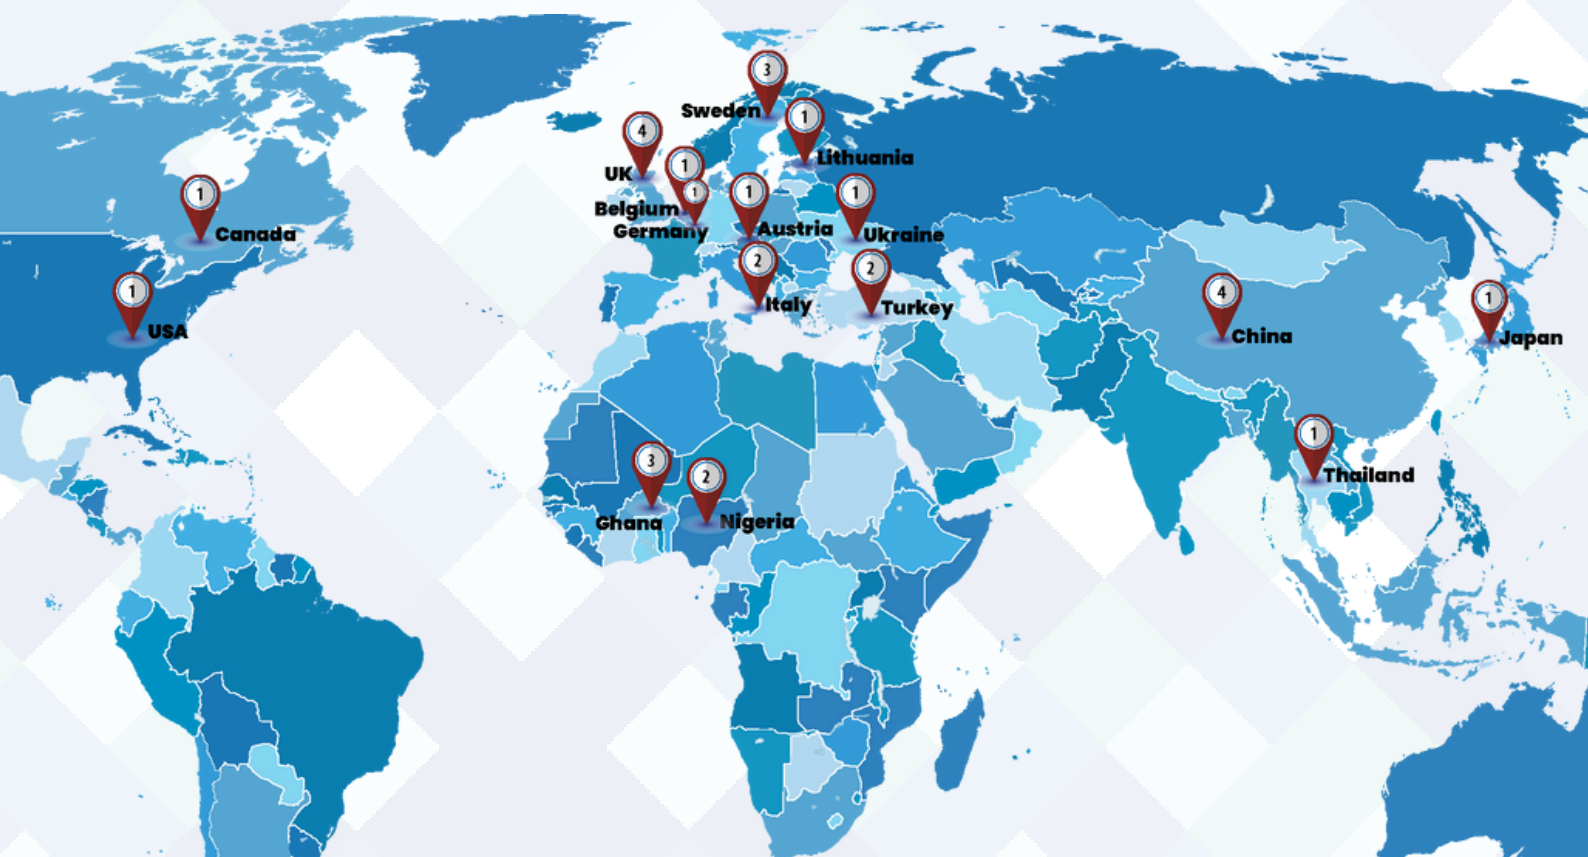 3
Sweden
1
Lithuania
4
UK
1
Belgium
1
Germany
1
Austria
1
Ukraine
1
Canada
2
Italy
2
Turkey
1
USA
4
China
1
Japan
1
Thailand
3
Ghana
2
Nigeria